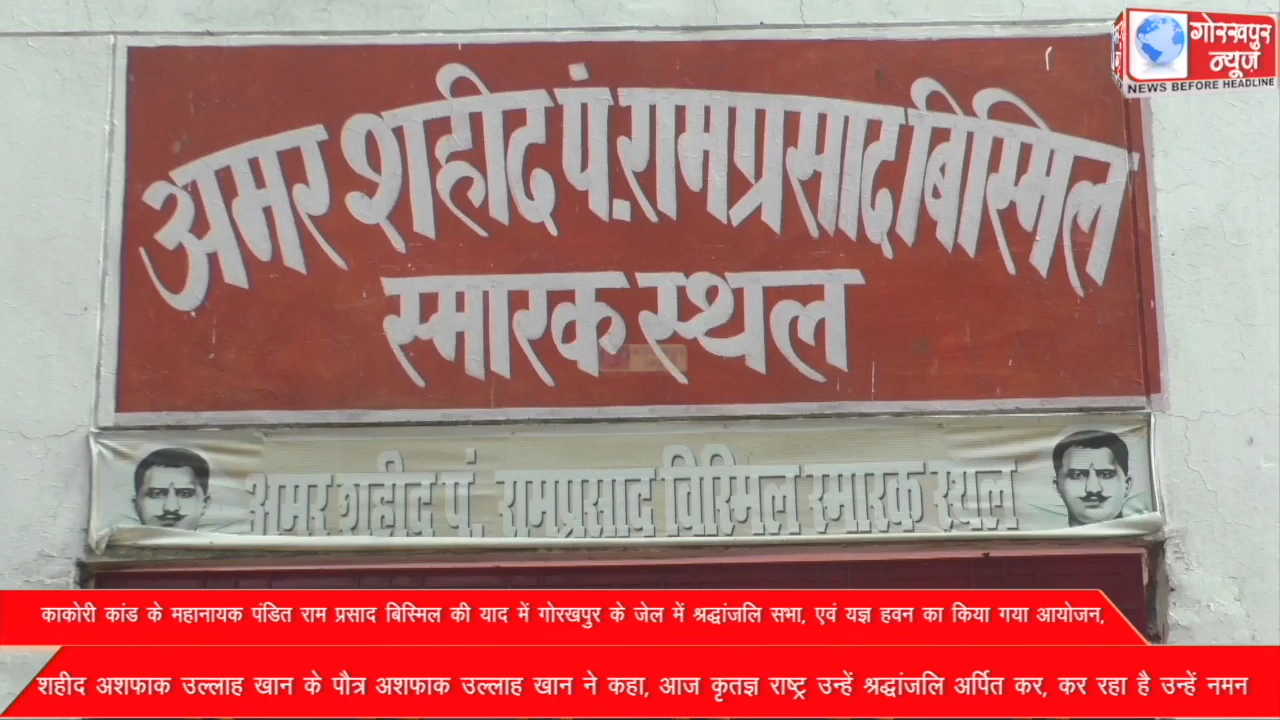 गोरखपुर
न्यूज़
NEWS BEFORE HEADLINE
अमर शहीद पं. रामप्रसाद बिस्मिल
स्मारक स्थल
अमर शहीद पं. रामप्रसाद विस्मिल स्मारक स्थल
काकोरी कांड के महानायक पंडित राम प्रसाद बिस्मिल की याद में गोरखपुर के जेल में श्रद्धांजलि सभा, एवं यज्ञ हवन का किया गया आयोजन,
शहीद अशफाक उल्लाह खान के पौत्र अशफाक उल्लाह खान ने कहा, आज कृतज्ञ राष्ट्र उन्हें श्रद्धांजलि अर्पित कर, कर रहा है उन्हें नमन